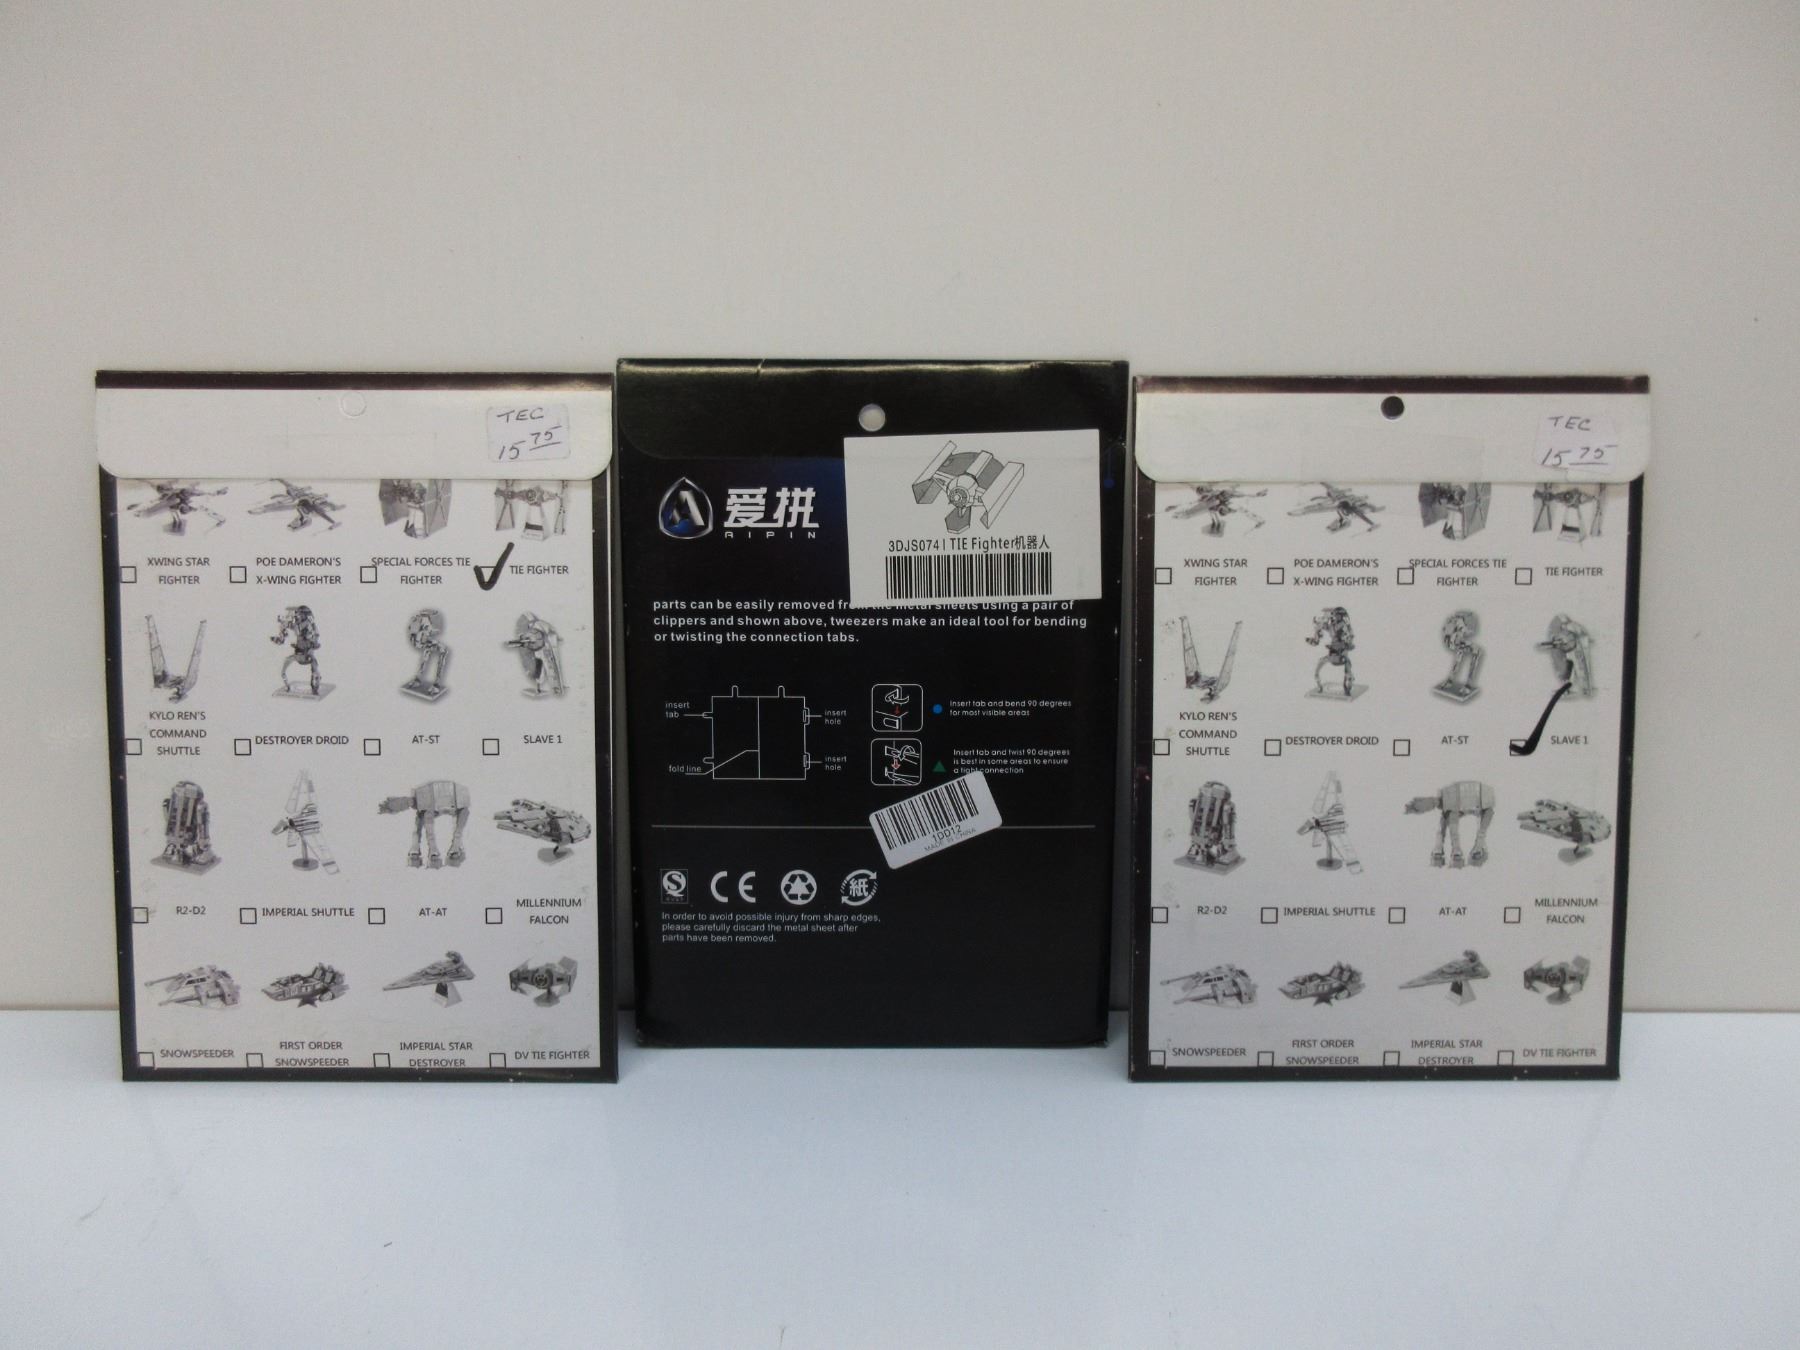 TEC
15 75
XWING STAR
FIGHTER
POE DAMERON'S
X-WING FIGHTER
SPECIAL FORCES TIE
FIGHTER
TIE FIGHTER
KYLO REN'S
COMMAND
SHUTTLE
DESTROYER DROID
AT-ST
SLAVE 1
R2-D2
IMPERIAL SHUTTLE
AT-AT
MILLENNIUM
FALCON
SNOWSPEEDER
FIRST ORDER
SNOWSPEEDER
IMPERIAL STAR
DESTROYER
DV TIE FIGHTER
爱拼
AIPIN
3DJS074 | TIE Fighter机器人
parts can be easily removed from the metal sheets using a pair of
clippers and shown above, tweezers make an ideal tool for bending
or twisting the connection tabs.
insert
tab
insert
hole
fold line
insert
hole
Insert tab and bend 90 degrees
for most visible areas
Insert tab and twist 90 degrees
is best in some areas to ensure
a tight connection
1DD12
MADE IN CHINA
CE
紙
In order to avoid possible injury from sharp edges,
please carefully discard the metal sheet after
parts have been removed.
TEC
15 75
XWING STAR
FIGHTER
POE DAMERON'S
X-WING FIGHTER
SPECIAL FORCES TIE
FIGHTER
TIE FIGHTER
KYLO REN'S
COMMAND
SHUTTLE
DESTROYER DROID
AT-ST
SLAVE 1
R2-D2
IMPERIAL SHUTTLE
AT-AT
MILLENNIUM
FALCON
SNOWSPEEDER
FIRST ORDER
SNOWSPEEDER
IMPERIAL STAR
DESTROYER
DV TIE FIGHTER